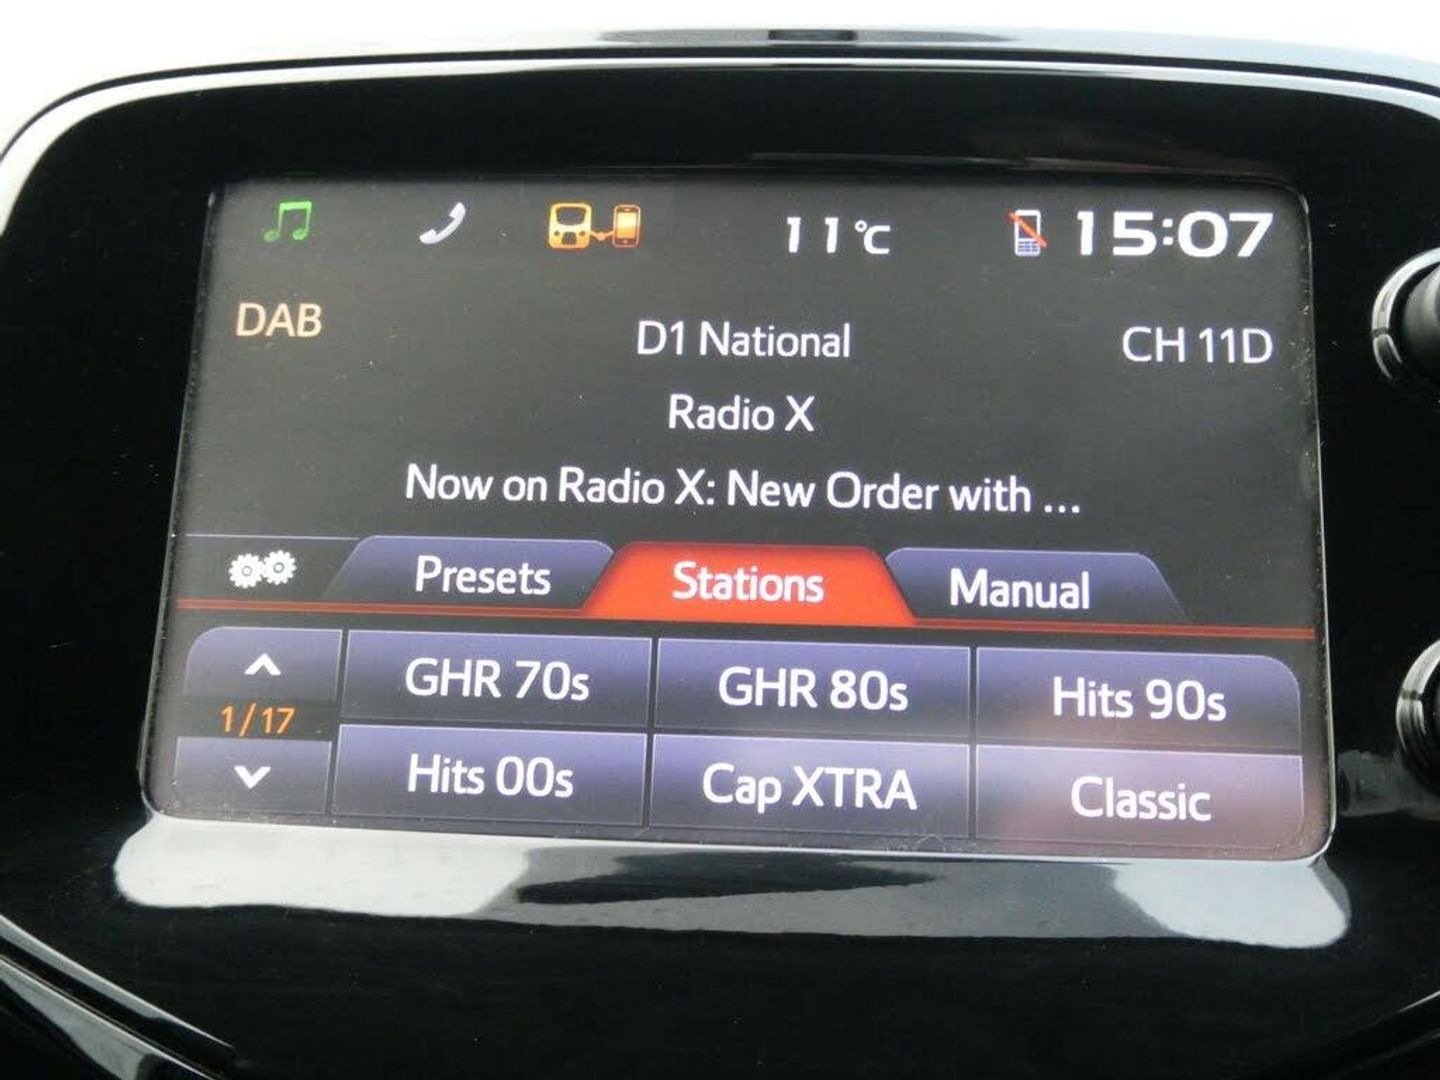 11°C
15:07
DAB
D1 National
CH 11D
Radio X
Now on Radio X: New Order with ...
Presets
Stations
Manual
1/17
GHR 70s
GHR 80s
Hits 90s
Hits 00s
Cap XTRA
Classic